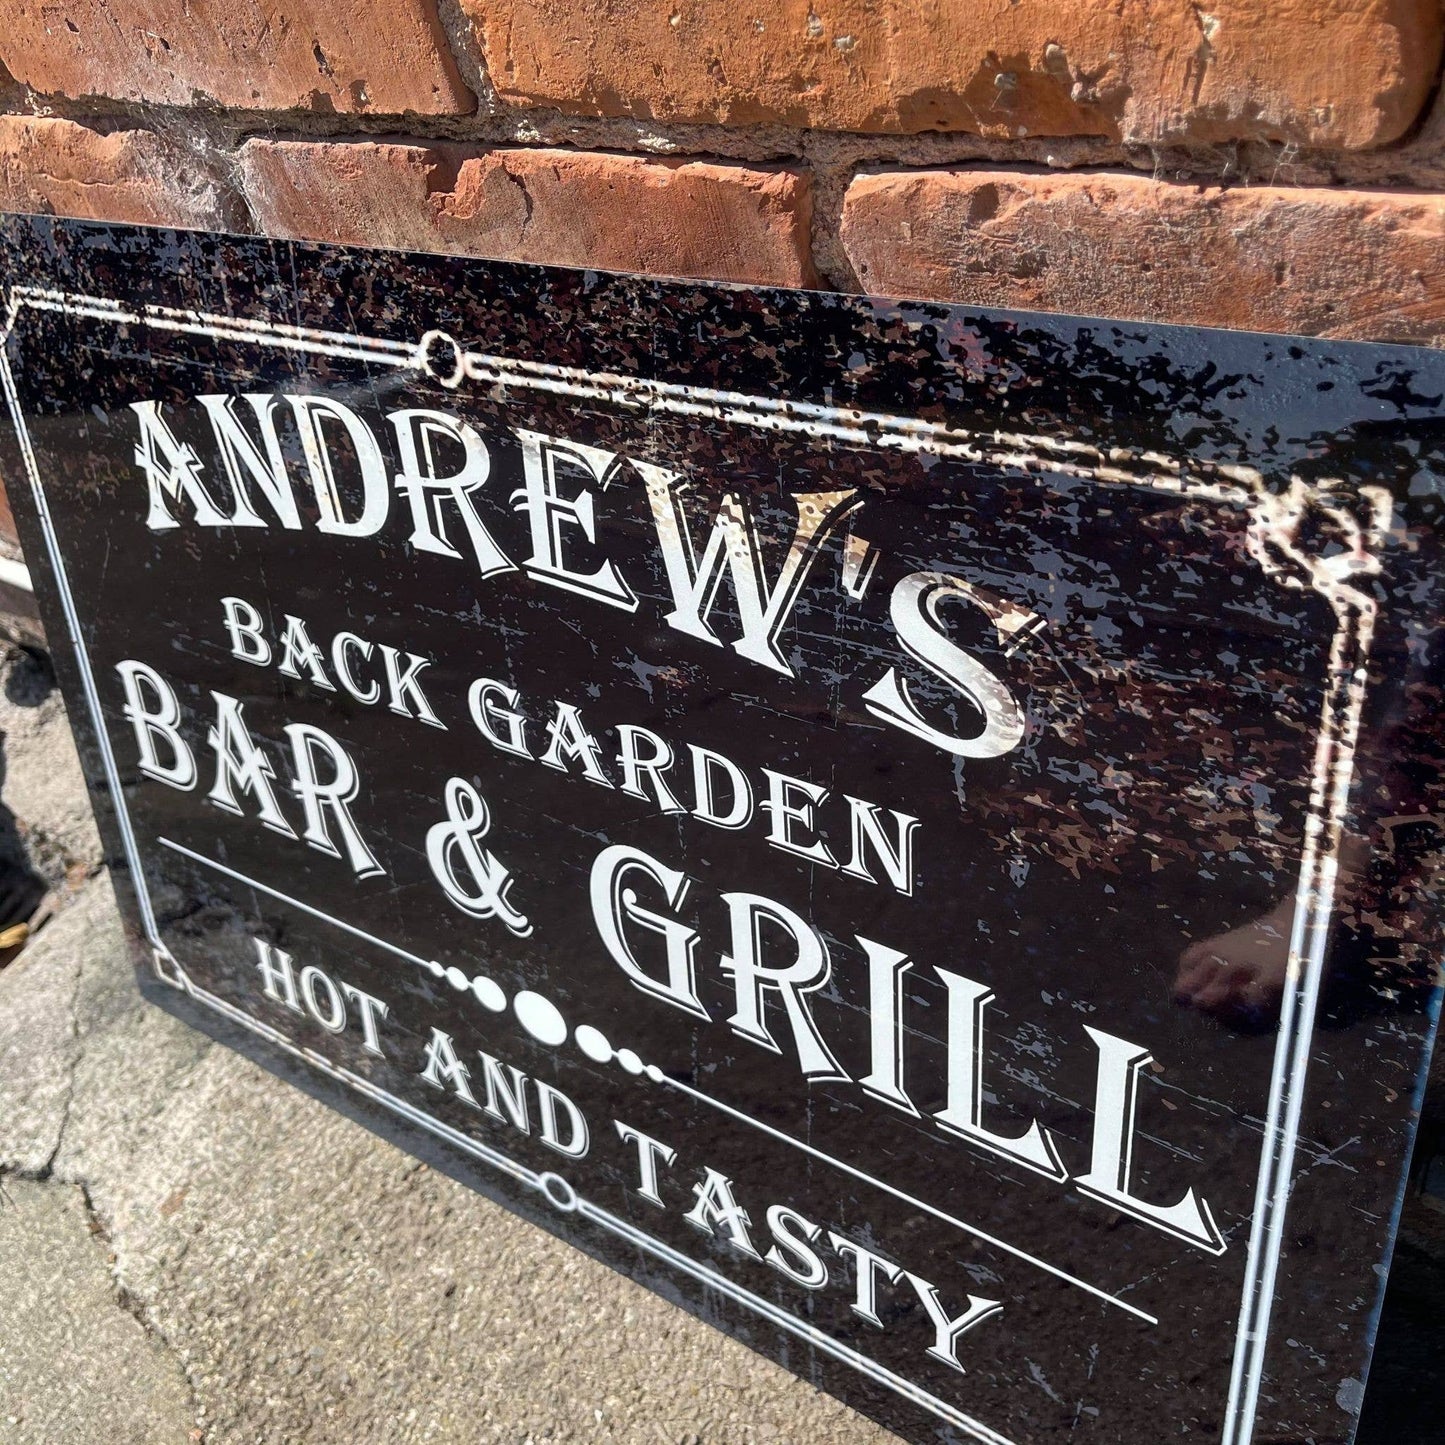 ANDREW'S
BACK GARDEN
BAR & GRILL
HOT AND TASTY